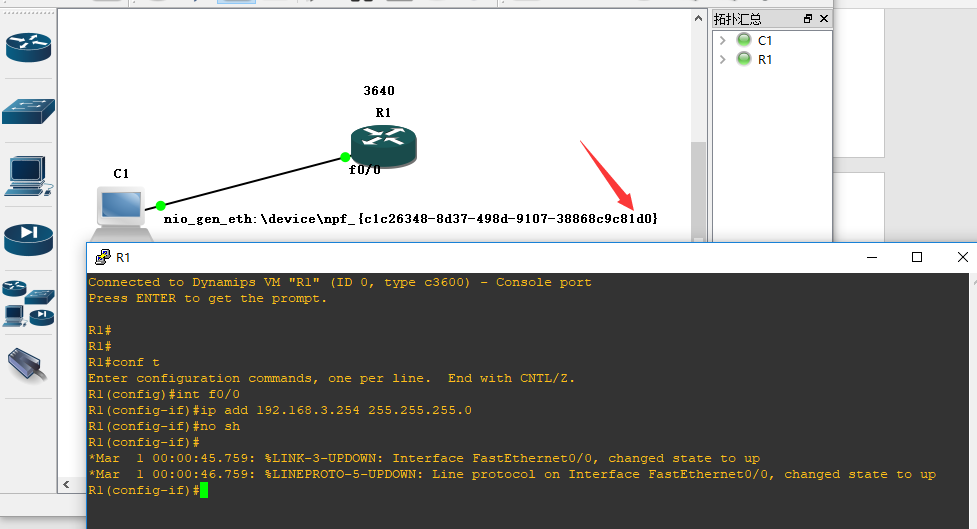 拓扑汇总
C1
R1
3640
R1
f0/0
C1
nio_gen_eth:\device\npf_{c1c26348-8d37-498d-9107-38868c9c81d0}
R1
Connected to Dynamips VM "R1" (ID 0, type c3600) - Console port
Press ENTER to get the prompt.
R1#
R1#
R1#conf t
Enter configuration commands, one per line.  End with CNTL/Z.
R1(config)#int f0/0
R1(config-if)#ip add 192.168.3.254 255.255.255.0
R1(config-if)#no sh
R1(config-if)#
*Mar  1 00:00:45.759: %LINK-3-UPDOWN: Interface FastEthernet0/0, changed state to up
*Mar  1 00:00:46.759: %LINEPROTO-5-UPDOWN: Line protocol on Interface FastEthernet0/0, changed state to up
R1(config-if)#